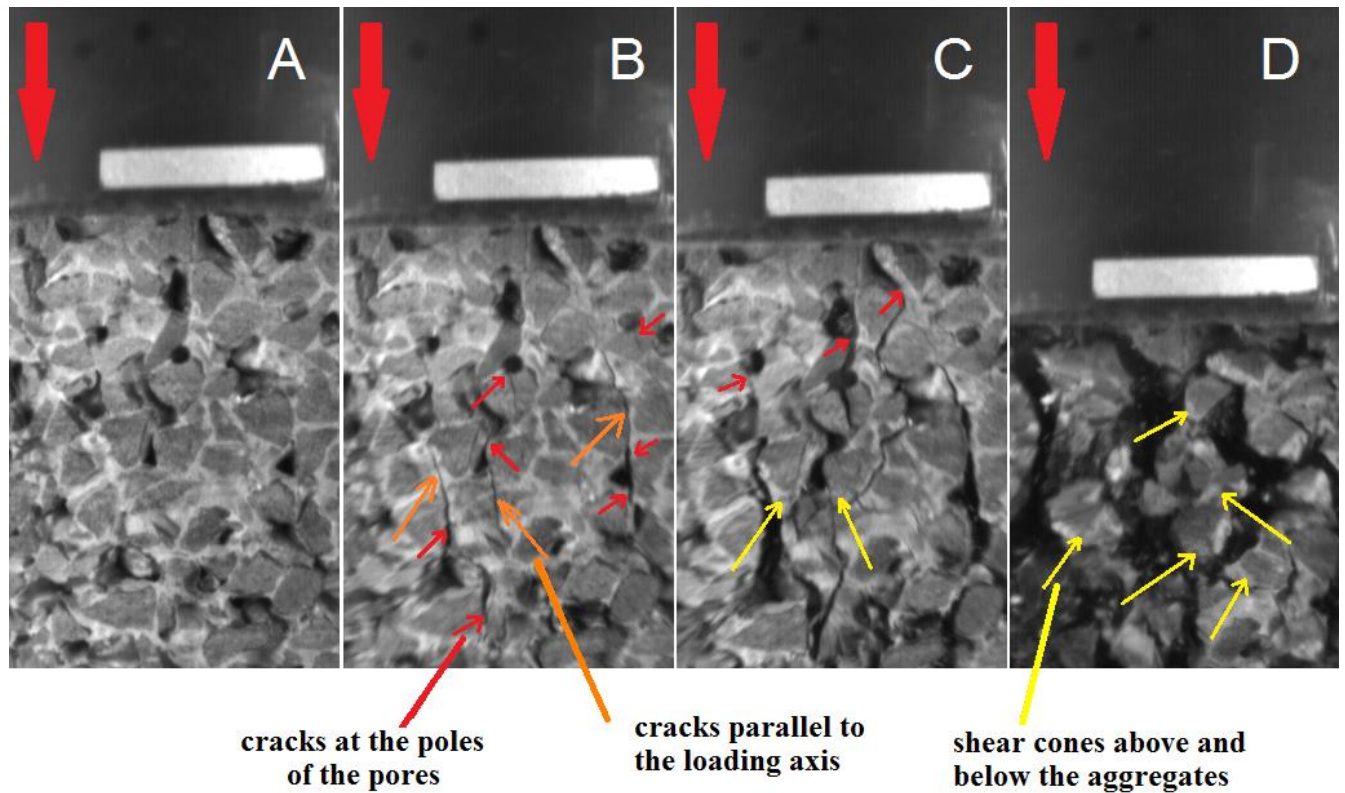 A
B
C
D
cracks at the poles
of the pores
cracks parallel to
the loading axis
shear cones above and
below the aggregates